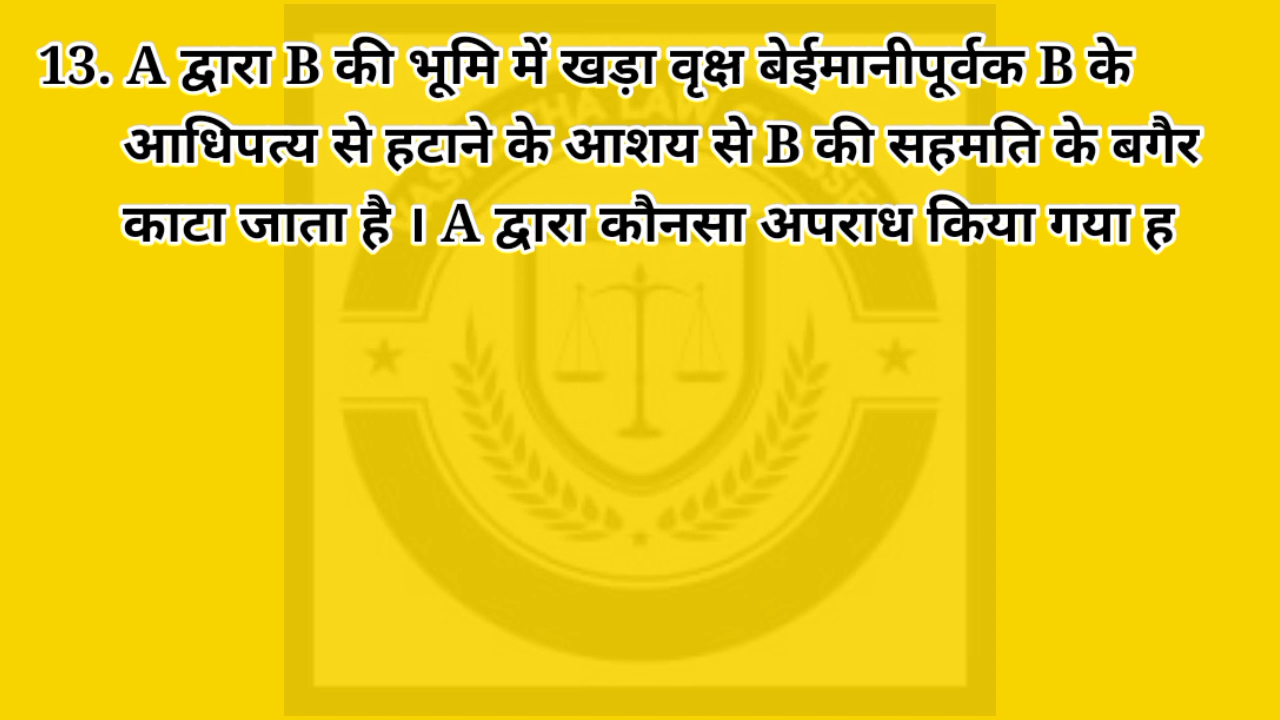 13. A द्वारा B की भूमि में खड़ा वृक्ष बेईमानीपूर्वक B के
आधिपत्य से हटाने के आशय से B की सहमति के बगैर
काटा जाता है । A द्वारा कौनसा अपराध किया गया ह